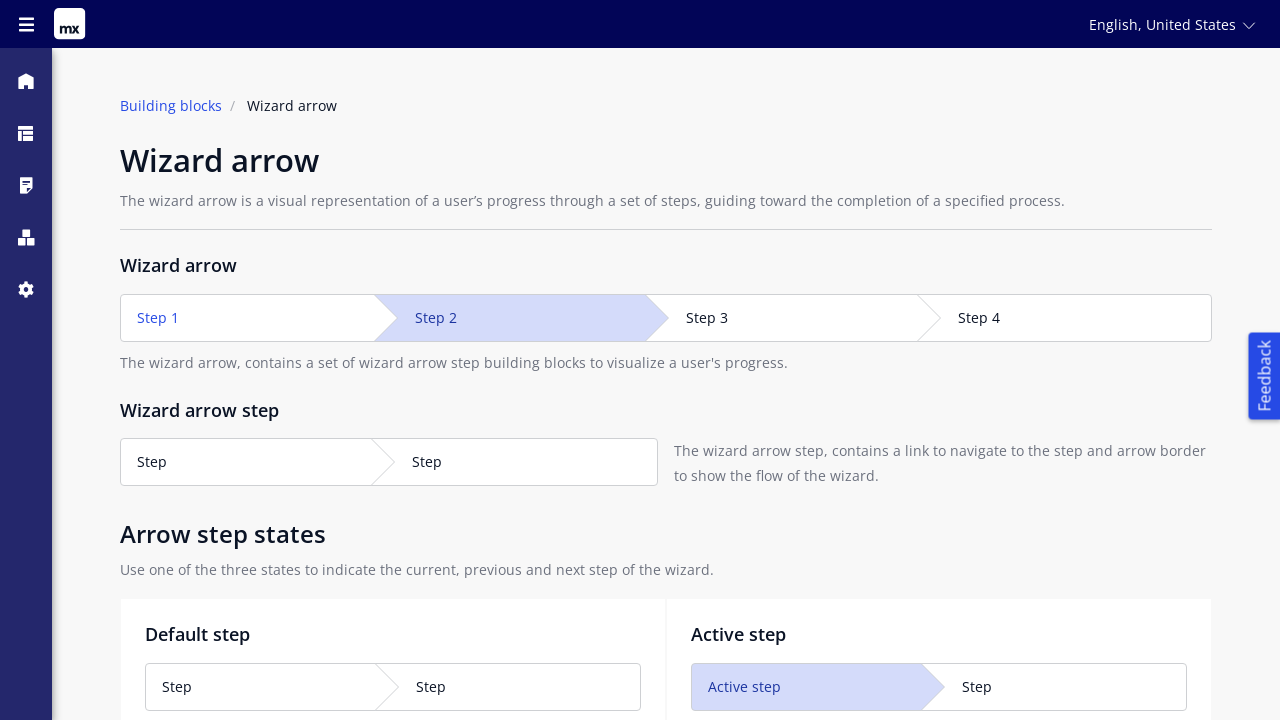 mx
English, United States
Building blocks / Wizard arrow
Wizard arrow
The wizard arrow is a visual representation of a user’s progress through a set of steps, guiding toward the completion of a specified process.
Wizard arrow
Step 1 Step 2 Step 3 Step 4
The wizard arrow, contains a set of wizard arrow step building blocks to visualize a user's progress.
Feedback
Wizard arrow step
Step Step
The wizard arrow step, contains a link to navigate to the step and arrow border
to show the flow of the wizard.
Arrow step states
Use one of the three states to indicate the current, previous and next step of the wizard.
Default step
Step Step
Active step
Active step Step